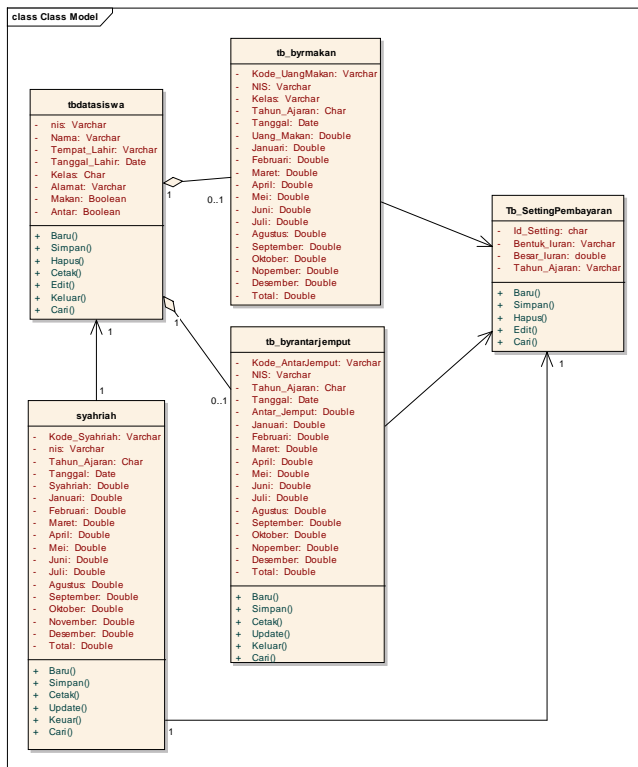 class Class Model
tbdatasiswa
- nis: Varchar
- Nama: Varchar
- Tempat_Lahir: Varchar
- Tanggal_Lahir: Date
- Kelas: Char
- Alamat: Varchar
- Makan: Boolean
- Antar: Boolean
+ Baru()
+ Simpan()
+ Hapus()
+ Cetak()
+ Edit()
+ Keluar()
+ Cari()
1
0..1
1
0..1
1
1
tb_byrmakan
- Kode_UangMakan: Varchar
- NIS: Varchar
- Kelas: Varchar
- Tahun_Ajaran: Char
- Tanggal: Date
- Uang_Makan: Double
- Januari: Double
- Februari: Double
- Maret: Double
- April: Double
- Mei: Double
- Juni: Double
- Juli: Double
- Agustus: Double
- September: Double
- Oktober: Double
- Nopember: Double
- Desember: Double
- Total: Double
Tb_SettingPembayaran
- Id_Setting: char
- Bentuk_Iuran: Varchar
- Besar_Iuran: double
- Tahun_Ajaran: Varchar
+ Baru()
+ Simpan()
+ Hapus()
+ Edit()
+ Cari()
1
tb_byrantarjemput
- Kode_AntarJemput: Varchar
- NIS: Varchar
- Tahun_Ajaran: Char
- Tanggal: Date
- Antar_Jemput: Double
- Januari: Double
- Februari: Double
- Maret: Double
- April: Double
- Mei: Double
- Juni: Double
- Juli: Double
- Agustus: Double
- September: Double
- Oktober: Double
- Nopember: Double
- Desember: Double
- Total: Double
+ Baru()
+ Simpan()
+ Cetak()
+ Update()
+ Keluar()
+ Cari()
syahriah
- Kode_Syahriah: Varchar
- nis: Varchar
- Tahun_Ajaran: Char
- Tanggal: Date
- Syahriah: Double
- Januari: Double
- Februari: Double
- Maret: Double
- April: Double
- Mei: Double
- Juni: Double
- Juli: Double
- Agustus: Double
- September: Double
- Oktober: Double
- November: Double
- Desember: Double
- Total: Double
+ Baru()
+ Simpan()
+ Cetak()
+ Update()
+ Keuar()
+ Cari()
1